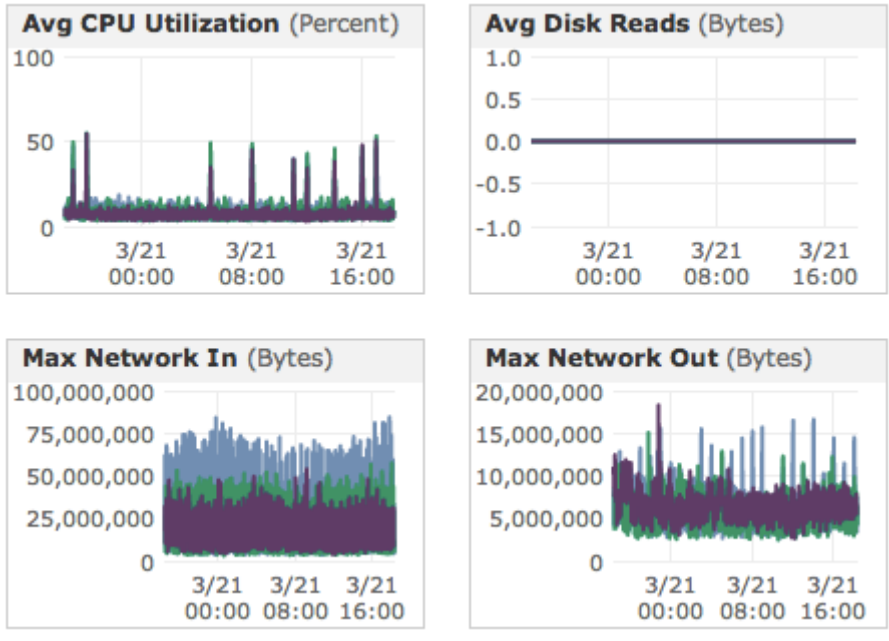 Avg CPU Utilization (Percent)
100
50
0
3/21 3/21 3/21
00:00 08:00 16:00
Avg Disk Reads (Bytes)
1.0
0.5
0.0
-0.5
-1.0
3/21 3/21 3/21
00:00 08:00 16:00
Max Network In (Bytes)
100,000,000
75,000,000
50,000,000
25,000,000
0
3/21 3/21 3/21
00:00 08:00 16:00
Max Network Out (Bytes)
20,000,000
15,000,000
10,000,000
5,000,000
0
3/21 3/21 3/21
00:00 08:00 16:00